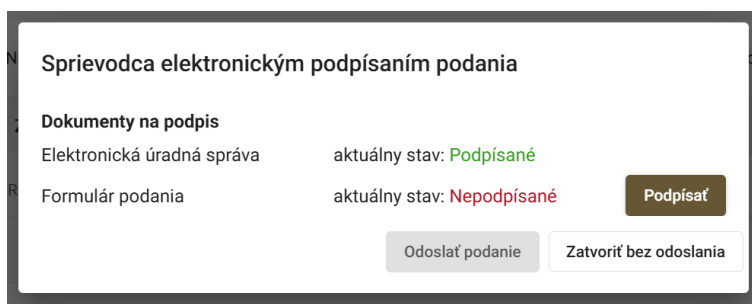 Sprievodca elektronickým podpísaním podania
Dokumenty na podpis
Elektronická úradná správa aktuálny stav: Podpísané
Formulár podania aktuálny stav: Nepodpísané Podpísať
Odoslať podanie Zatvoriť bez odoslania